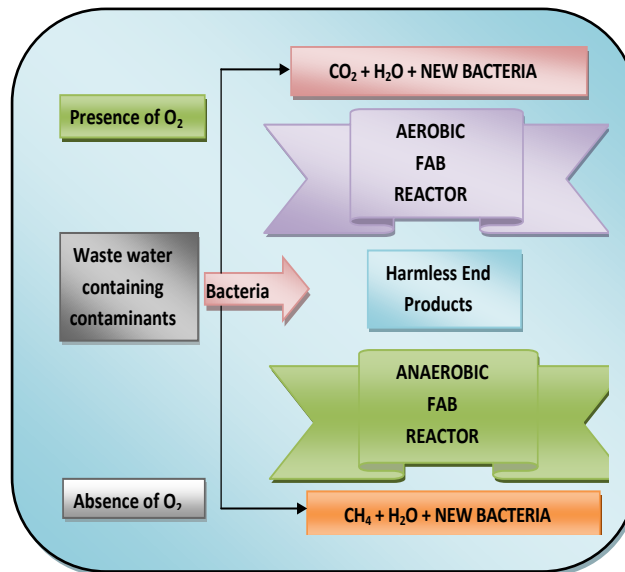 CO₂ + H₂O + NEW BACTERIA
Presence of O₂
AEROBIC
FAB
REACTOR
Waste water
containing
contaminants
Bacteria
Harmless End
Products
ANAEROBIC
FAB
REACTOR
Absence of O₂
CH₄ + H₂O + NEW BACTERIA